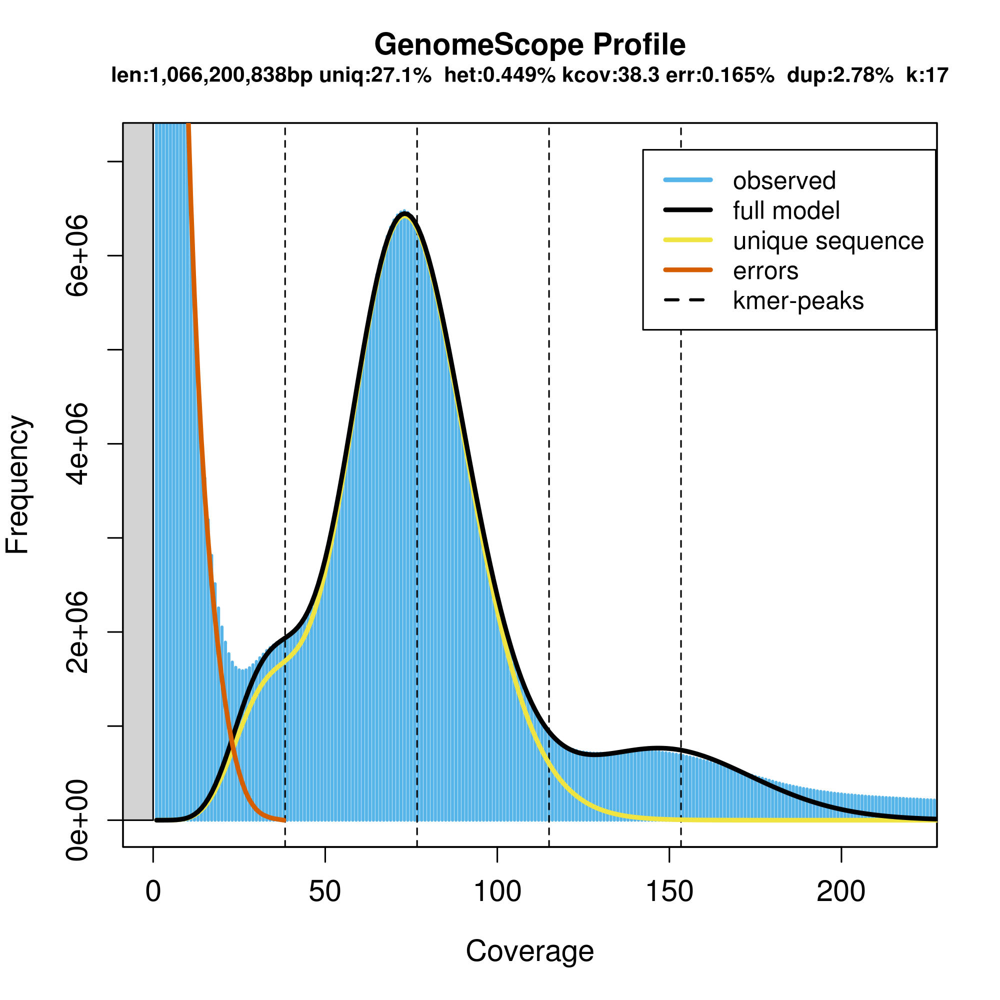 GenomeScope Profile
len:1,066,200,838bp uniq:27.1% het:0.449% kcov:38.3 err:0.165% dup:2.78% k:17
observed
full model
unique sequence
errors
kmer-peaks
Frequency
6e+06
4e+06
2e+06
0e+00
0 50 100 150 200
Coverage